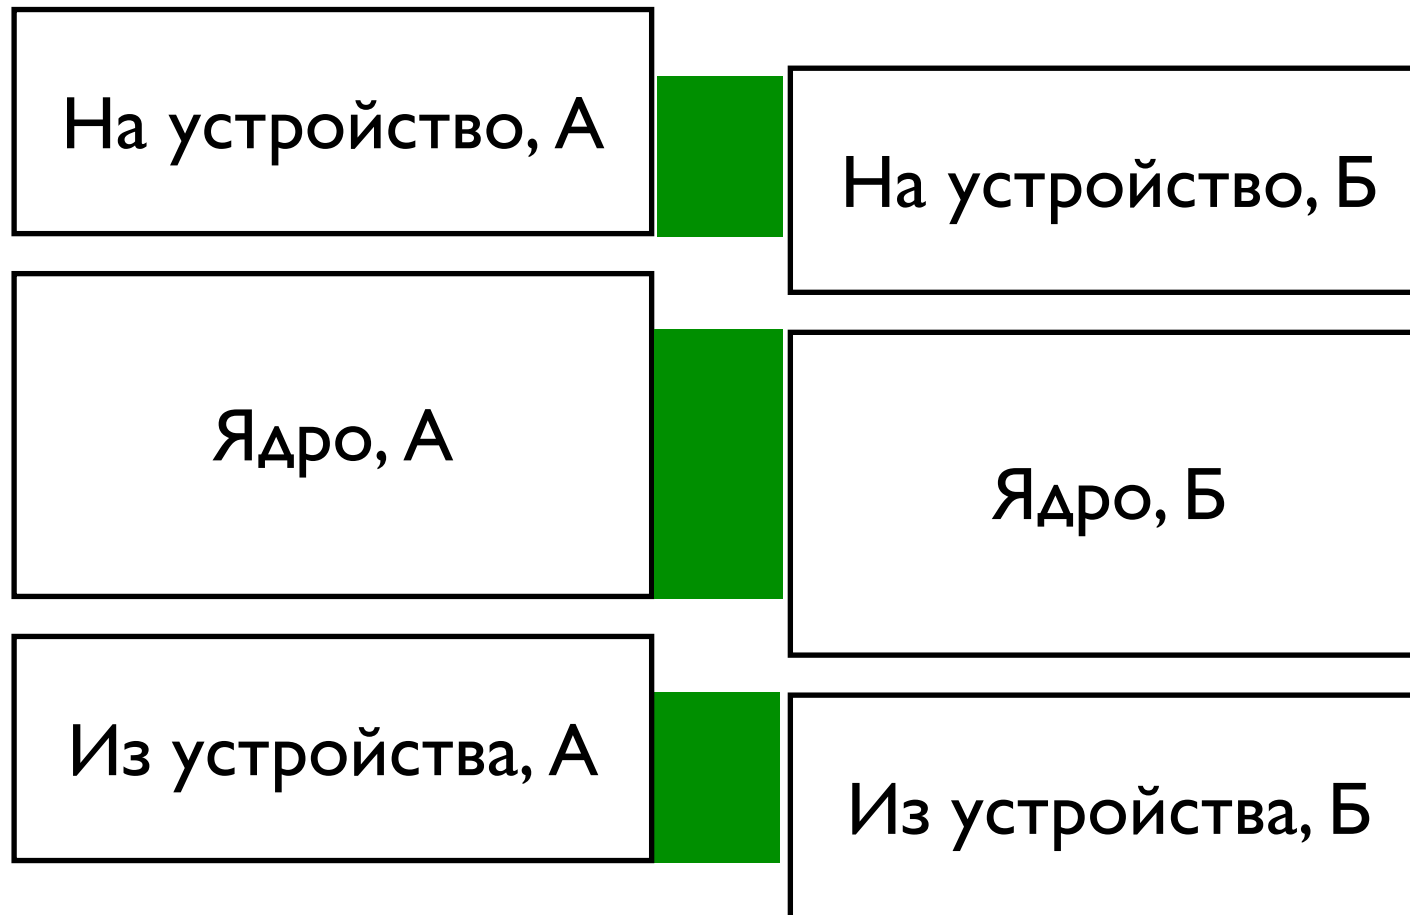 На устройство, А
На устройство, Б
Ядро, А
Ядро, Б
Из устройства, А
Из устройства, Б